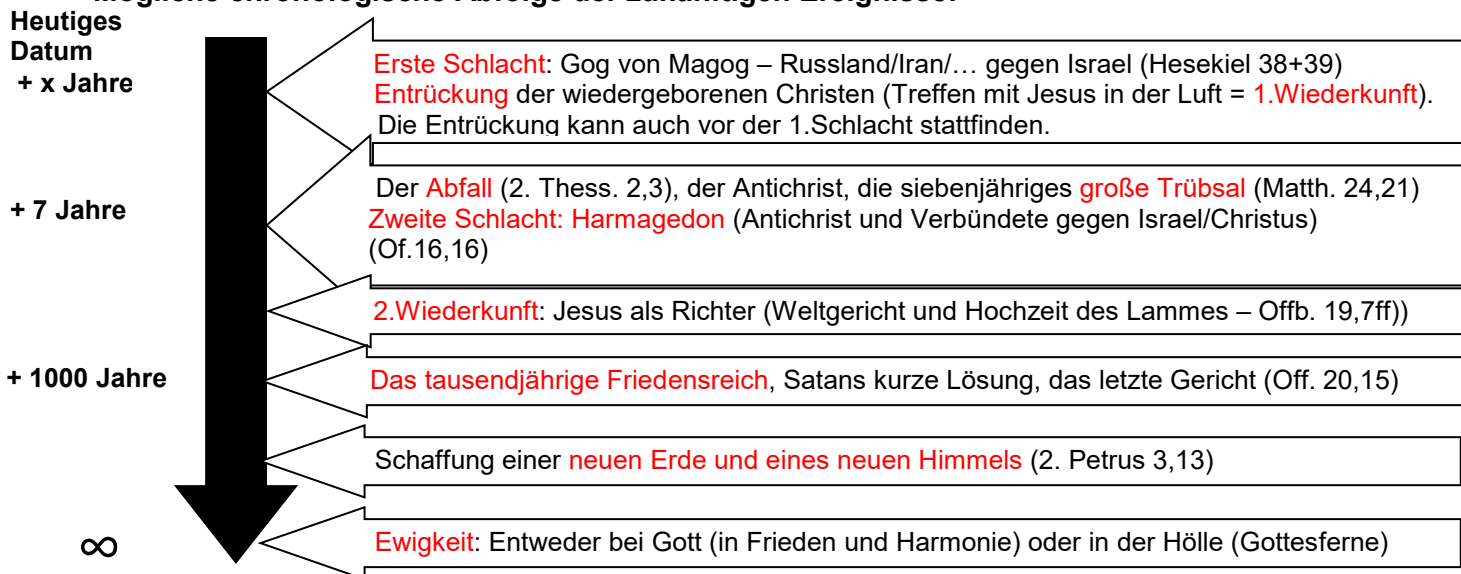 Heutiges
Datum
+ x Jahre
Erste Schlacht: Gog von Magog – Russland/Iran/… gegen Israel (Hesekiel 38+39)
Entrückung der wiedergeborenen Christen (Treffen mit Jesus in der Luft = 1.Wiederkunft).
Die Entrückung kann auch vor der 1.Schlacht stattfinden.
+ 7 Jahre
Der Abfall (2. Thess. 2,3), der Antichrist, die siebenjähriges große Trübsal (Matth. 24,21)
Zweite Schlacht: Harmagedon (Antichrist und Verbündete gegen Israel/Christus)
(Of.16,16)
2.Wiederkunft: Jesus als Richter (Weltgericht und Hochzeit des Lammes – Offb. 19,7ff))
+ 1000 Jahre
Das tausendjährige Friedensreich, Satans kurze Lösung, das letzte Gericht (Off. 20,15)
Schaffung einer neuen Erde und eines neuen Himmels (2. Petrus 3,13)
∞
Ewigkeit: Entweder bei Gott (in Frieden und Harmonie) oder in der Hölle (Gottesferne)